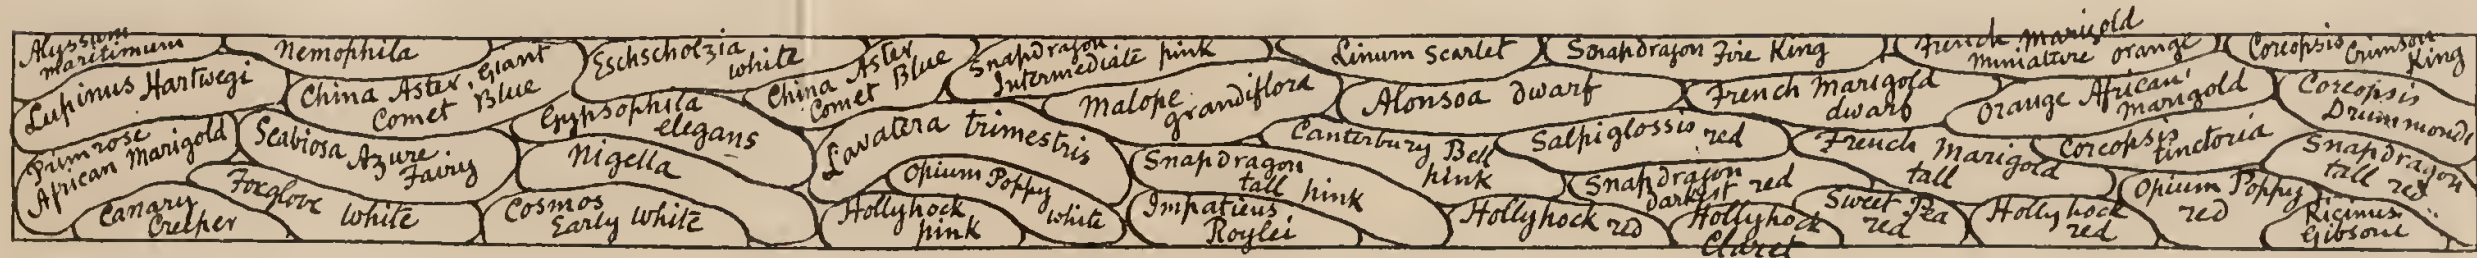 Alyssum
maritimum
Nemophila
Eschscholzia
white
China Aster
Comet Blue
Snapdragon
Intermediate pink
Linum Scarlet
Snapdragon Fire King
French Marigold
miniature orange
Coreopsis Crimson
King
Lupinus Hartwegi
China Aster, Giant
Comet Blue
Gypsophila
elegans
Lavatera trimestris
Malope
grandiflora
Alonsoa dwarf
French Marigold
dwarf
Orange African
Marigold
Coreopsis
Drummondi
Primrose
African Marigold
Scabiosa Azure
Fairy
Nigella
Opium Poppy
white
Snapdragon
tall pink
Canterbury Bell
pink
Salpiglossis red
French Marigold
tall
Coreopsis
tinctoria
Snapdragon
tall red
Canary
Creeper
Foxglove white
Cosmos
Early white
Hollyhock
pink
Impatiens
Roylei
Hollyhock red
Snapdragon
darkest red
Hollyhock
Claret
Sweet Pea
red
Hollyhock
red
Opium Poppy
red
Ricinus
Gibsoni